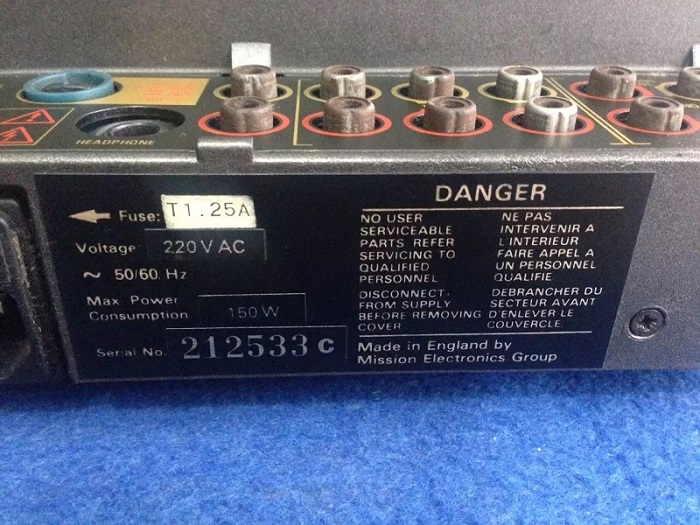 HEADPHONE
Fuse: T1.25A
Voltage 220V AC
~ 50/60. Hz
Max Power
Consumption 150W
Serial No. 212533 C
DANGER
NO USER
SERVICEABLE
PARTS REFER
SERVICING TO
QUALIFIED
PERSONNEL
DISCONNECT
FROM SUPPLY
BEFORE REMOVING
COVER
NE PAS
INTERVENIR A
L'INTERIEUR
FAIRE APPEL A
UN PERSONNEL
QUALIFIE
DEBRANCHER DU
SECTEUR AVANT
D'ENLEVER LE
COUVERCLE.
Made in England by
Mission Electronics Group